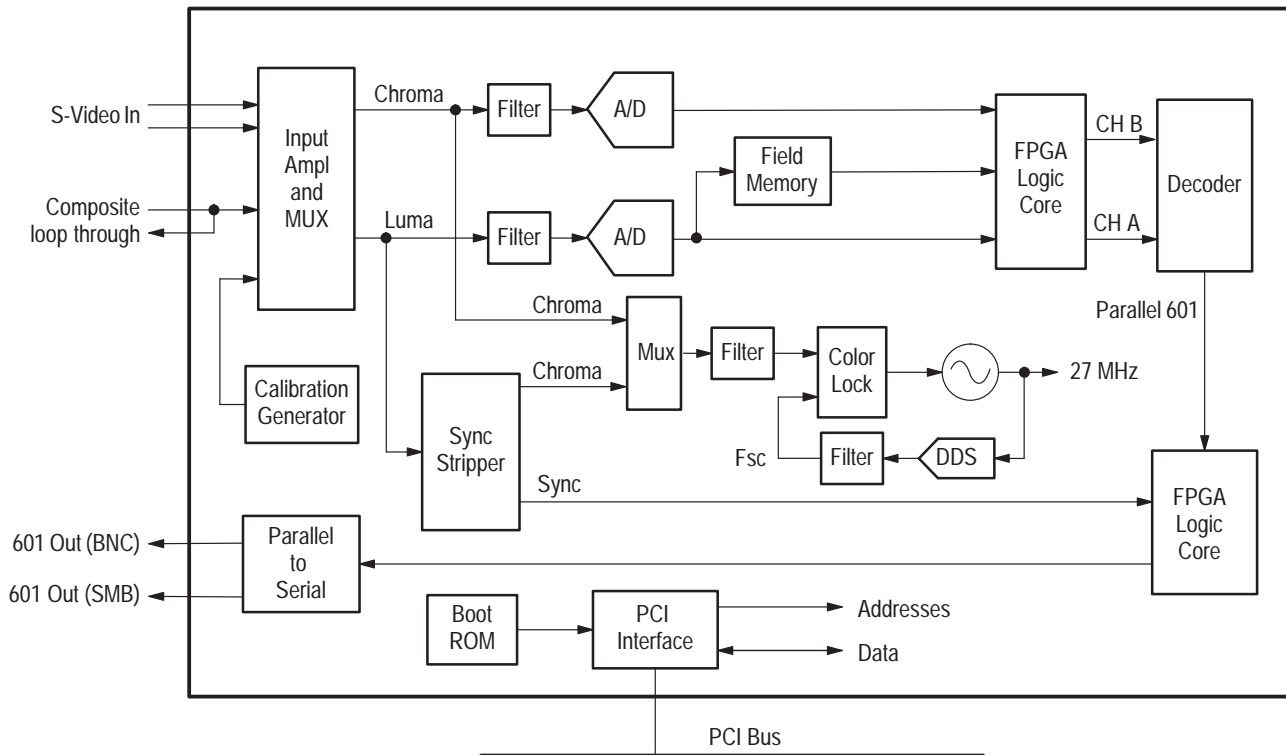 S-Video In
Composite
loop through
Input
Ampl
and
MUX
Chroma
Luma
Filter
A/D
Filter
A/D
Field
Memory
FPGA
Logic
Core
CH B
CH A
Decoder
Parallel 601
Calibration
Generator
Chroma
Chroma
Mux
Filter
Color
Lock
27 MHz
Sync
Stripper
Fsc
Filter
DDS
Sync
FPGA
Logic
Core
601 Out (BNC)
601 Out (SMB)
Parallel
to
Serial
Boot
ROM
PCI
Interface
Addresses
Data
PCI Bus